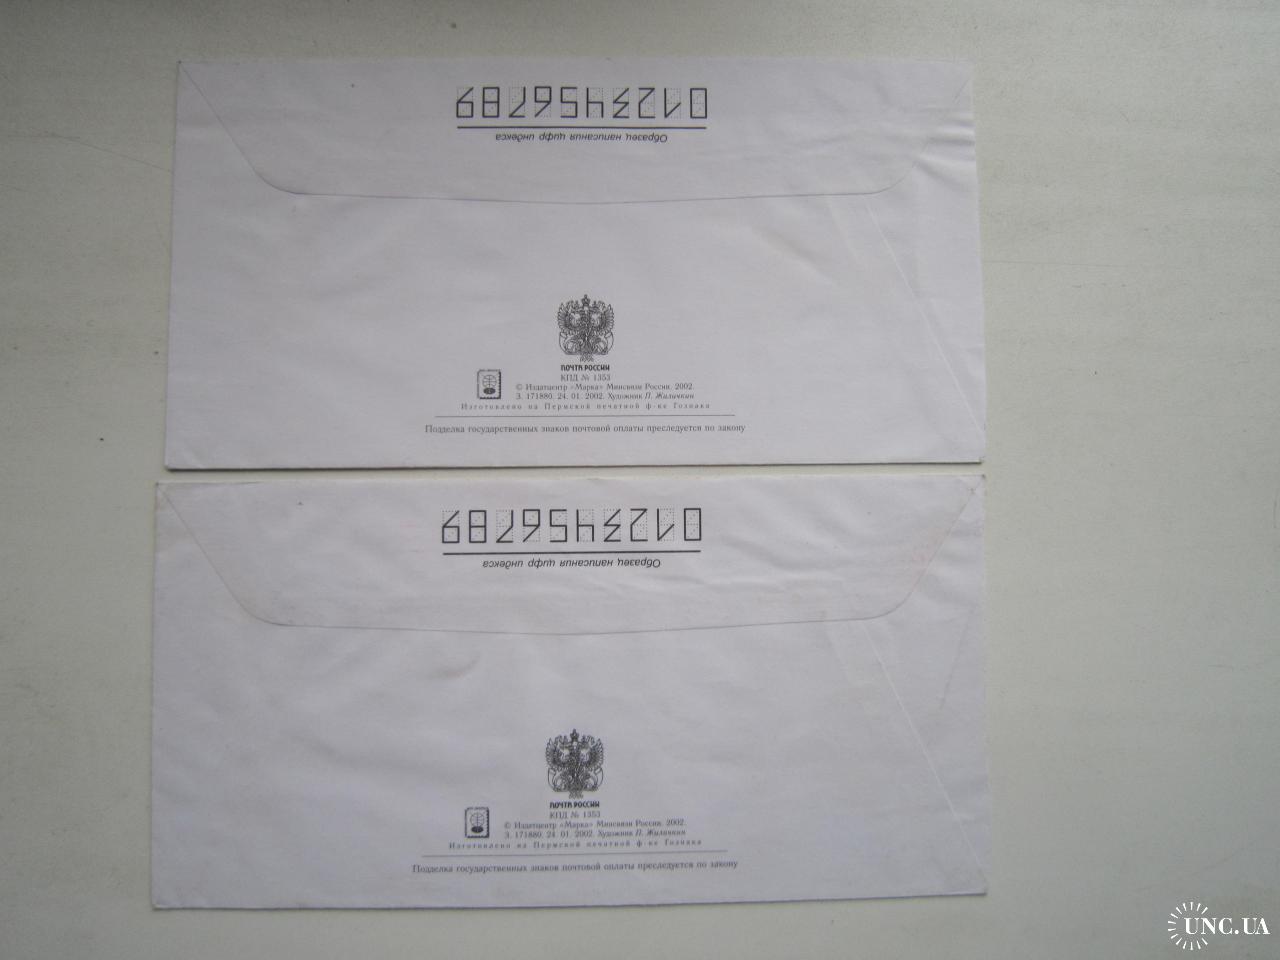 0123456789
Образец написания цифр индекса
ПОЧТА РОССИИ
КПД № 1353
© Издатцентр «Марка» Минсвязи России. 2002.
З. 171880. 24. 01. 2002. Художник П. Жиличкин
Изготовлено на Пермской печатной ф-ке Гознака
Подделка государственных знаков почтовой оплаты преследуется по закону
0123456789
Образец написания цифр индекса
ПОЧТА РОССИИ
КПД № 1353
© Издатцентр «Марка» Минсвязи России. 2002.
З. 171880. 24. 01. 2002. Художник П. Жиличкин
Изготовлено на Пермской печатной ф-ке Гознака
Подделка государственных знаков почтовой оплаты преследуется по закону
UNC.UA